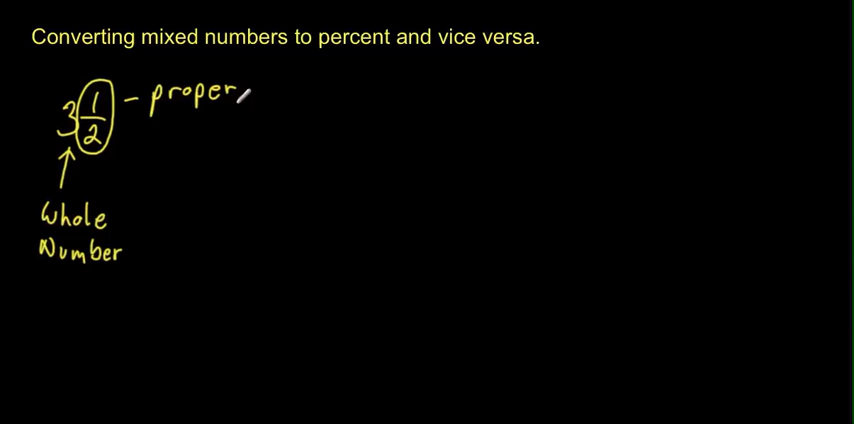 Converting mixed numbers to percent and vice versa.
3 1/2 - proper
Whole
Number